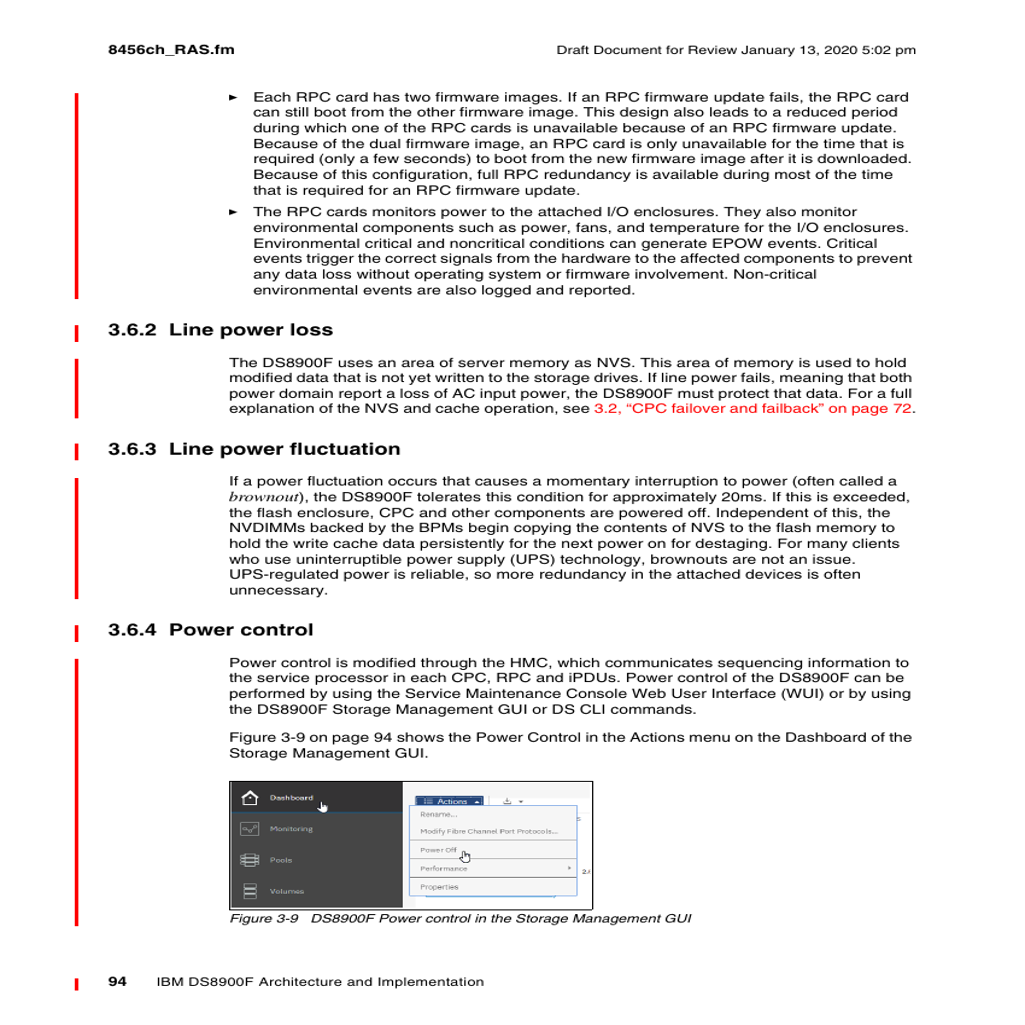 8456ch_RAS.fm
Draft Document for Review January 13, 2020 5:02 pm
► Each RPC card has two firmware images. If an RPC firmware update fails, the RPC card
can still boot from the other firmware image. This design also leads to a reduced period
during which one of the RPC cards is unavailable because of an RPC firmware update.
Because of the dual firmware image, an RPC card is only unavailable for the time that is
required (only a few seconds) to boot from the new firmware image after it is downloaded.
Because of this configuration, full RPC redundancy is available during most of the time
that is required for an RPC firmware update.
► The RPC cards monitors power to the attached I/O enclosures. They also monitor
environmental components such as power, fans, and temperature for the I/O enclosures.
Environmental critical and noncritical conditions can generate EPOW events. Critical
events trigger the correct signals from the hardware to the affected components to prevent
any data loss without operating system or firmware involvement. Non-critical
environmental events are also logged and reported.
3.6.2 Line power loss
The DS8900F uses an area of server memory as NVS. This area of memory is used to hold
modified data that is not yet written to the storage drives. If line power fails, meaning that both
power domain report a loss of AC input power, the DS8900F must protect that data. For a full
explanation of the NVS and cache operation, see 3.2, “CPC failover and failback” on page 72.
3.6.3 Line power fluctuation
If a power fluctuation occurs that causes a momentary interruption to power (often called a
brownout), the DS8900F tolerates this condition for approximately 20ms. If this is exceeded,
the flash enclosure, CPC and other components are powered off. Independent of this, the
NVDIMMs backed by the BPMs begin copying the contents of NVS to the flash memory to
hold the write cache data persistently for the next power on for destaging. For many clients
who use uninterruptible power supply (UPS) technology, brownouts are not an issue.
UPS-regulated power is reliable, so more redundancy in the attached devices is often
unnecessary.
3.6.4 Power control
Power control is modified through the HMC, which communicates sequencing information to
the service processor in each CPC, RPC and iPDUs. Power control of the DS8900F can be
performed by using the Service Maintenance Console Web User Interface (WUI) or by using
the DS8900F Storage Management GUI or DS CLI commands.
Figure 3-9 on page 94 shows the Power Control in the Actions menu on the Dashboard of the
Storage Management GUI.
Dashboard
Monitoring
Pools
Volumes
Actions
Rename...
Modify Fibre Channel Port Protocols...
Power Off
Performance
Properties
Figure 3-9 DS8900F Power control in the Storage Management GUI
94 IBM DS8900F Architecture and Implementation